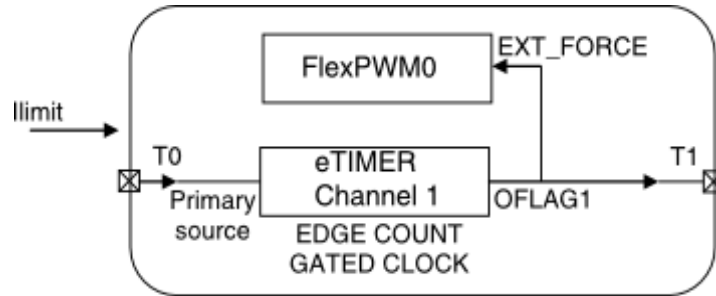 FlexPWM0
EXT_FORCE
Ilimit
T0
eTIMER
Channel 1
T1
Primary
source
OFLAG1
EDGE COUNT
GATED CLOCK